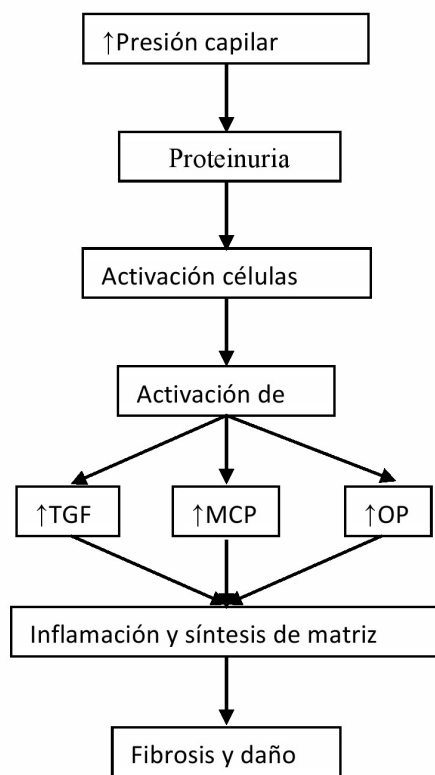 ↑Presión capilar
Proteinuria
Activación células
Activación de
↑TGF
↑MCP
↑OP
Inflamación y síntesis de matriz
Fibrosis y daño